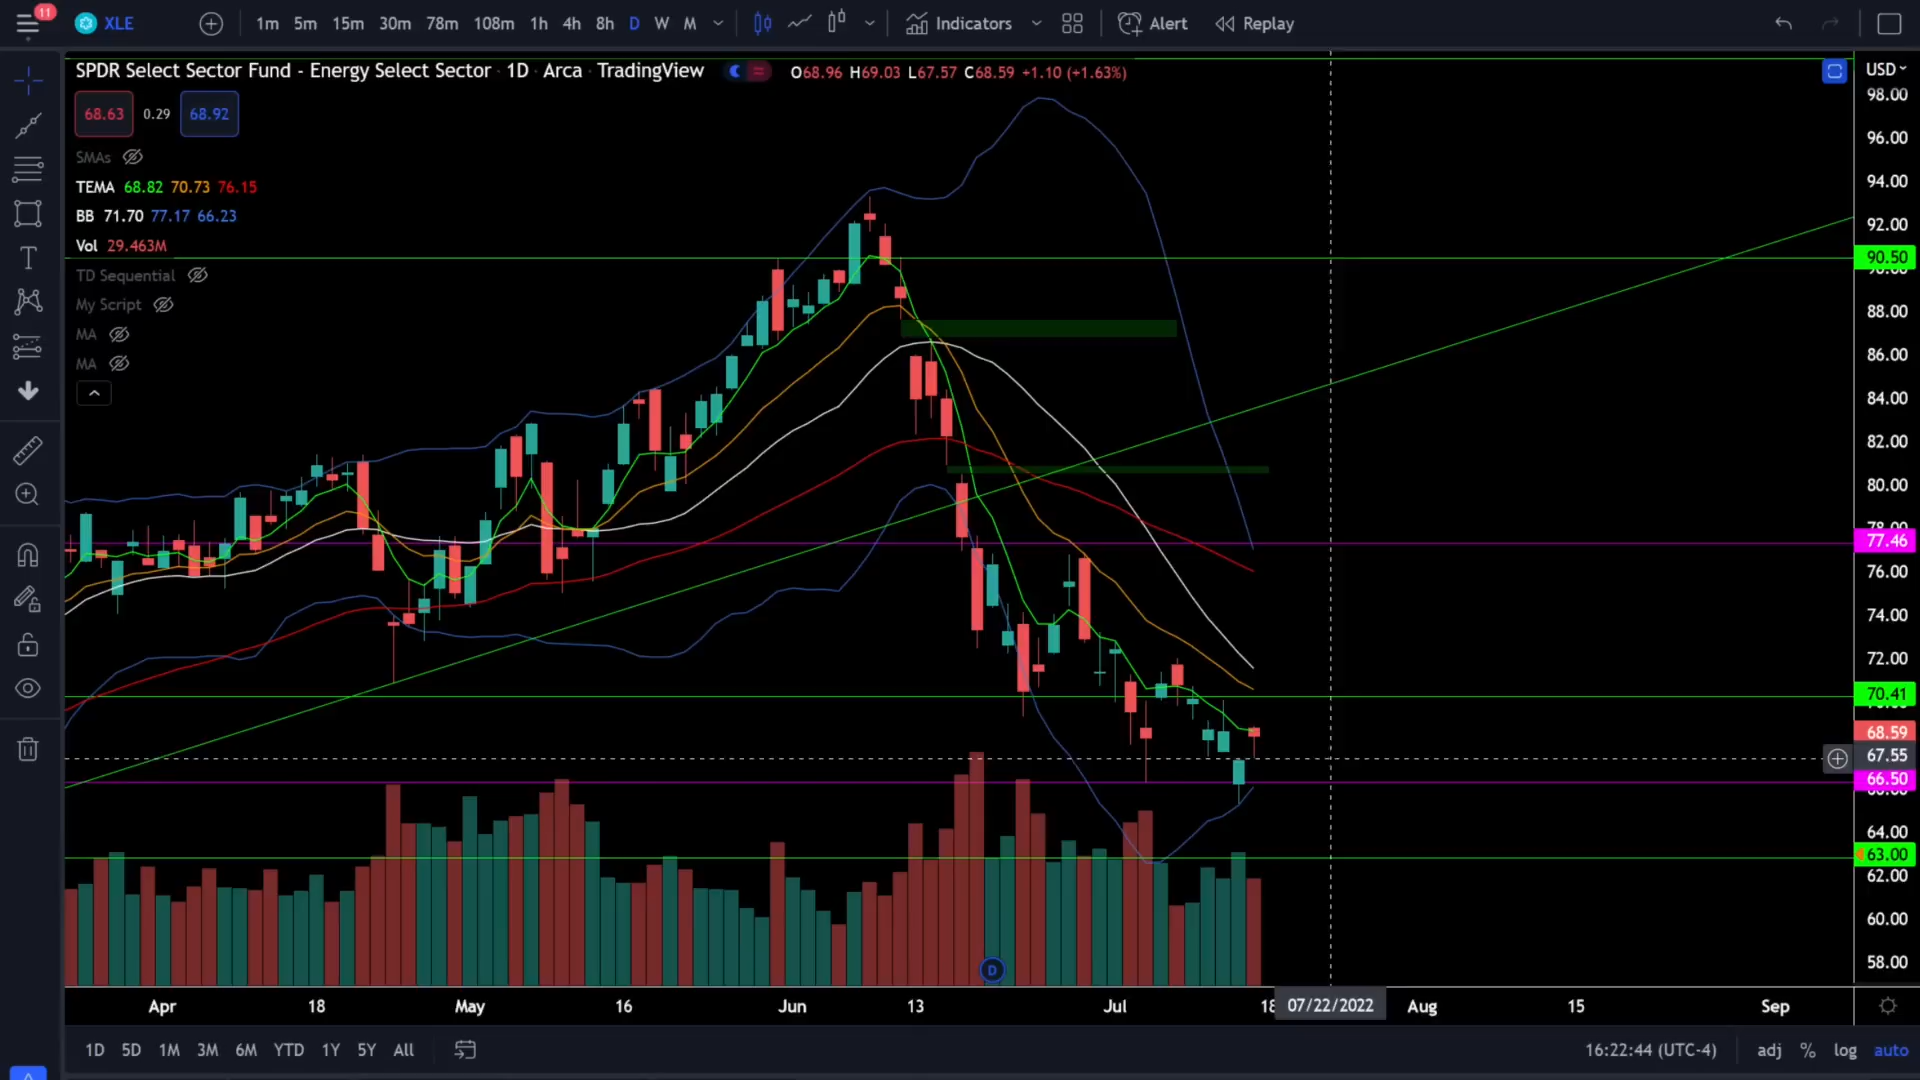 11 XLE 1m 5m 15m 30m 78m 108m 1h 4h 8h D W M Indicators Alert Replay
SPDR Select Sector Fund - Energy Select Sector · 1D · Arca · TradingView O68.96 H69.03 L67.57 C68.59 +1.10 (+1.63%) USD
98.00
68.63 0.29 68.92
96.00
SMAs
94.00
TEMA 68.82 70.73 76.15
BB 71.70 77.17 66.23
92.00
Vol 29.463M
90.50
TD Sequential
My Script
88.00
MA
86.00
MA
84.00
82.00
80.00
77.46
76.00
74.00
72.00
70.41
68.59
67.55
66.50
64.00
63.00
62.00
60.00
58.00
D
Apr 18 May 16 Jun 13 Jul 18 07/22/2022 Aug 15 Sep
1D 5D 1M 3M 6M YTD 1Y 5Y All 16:22:44 (UTC-4) adj % log auto